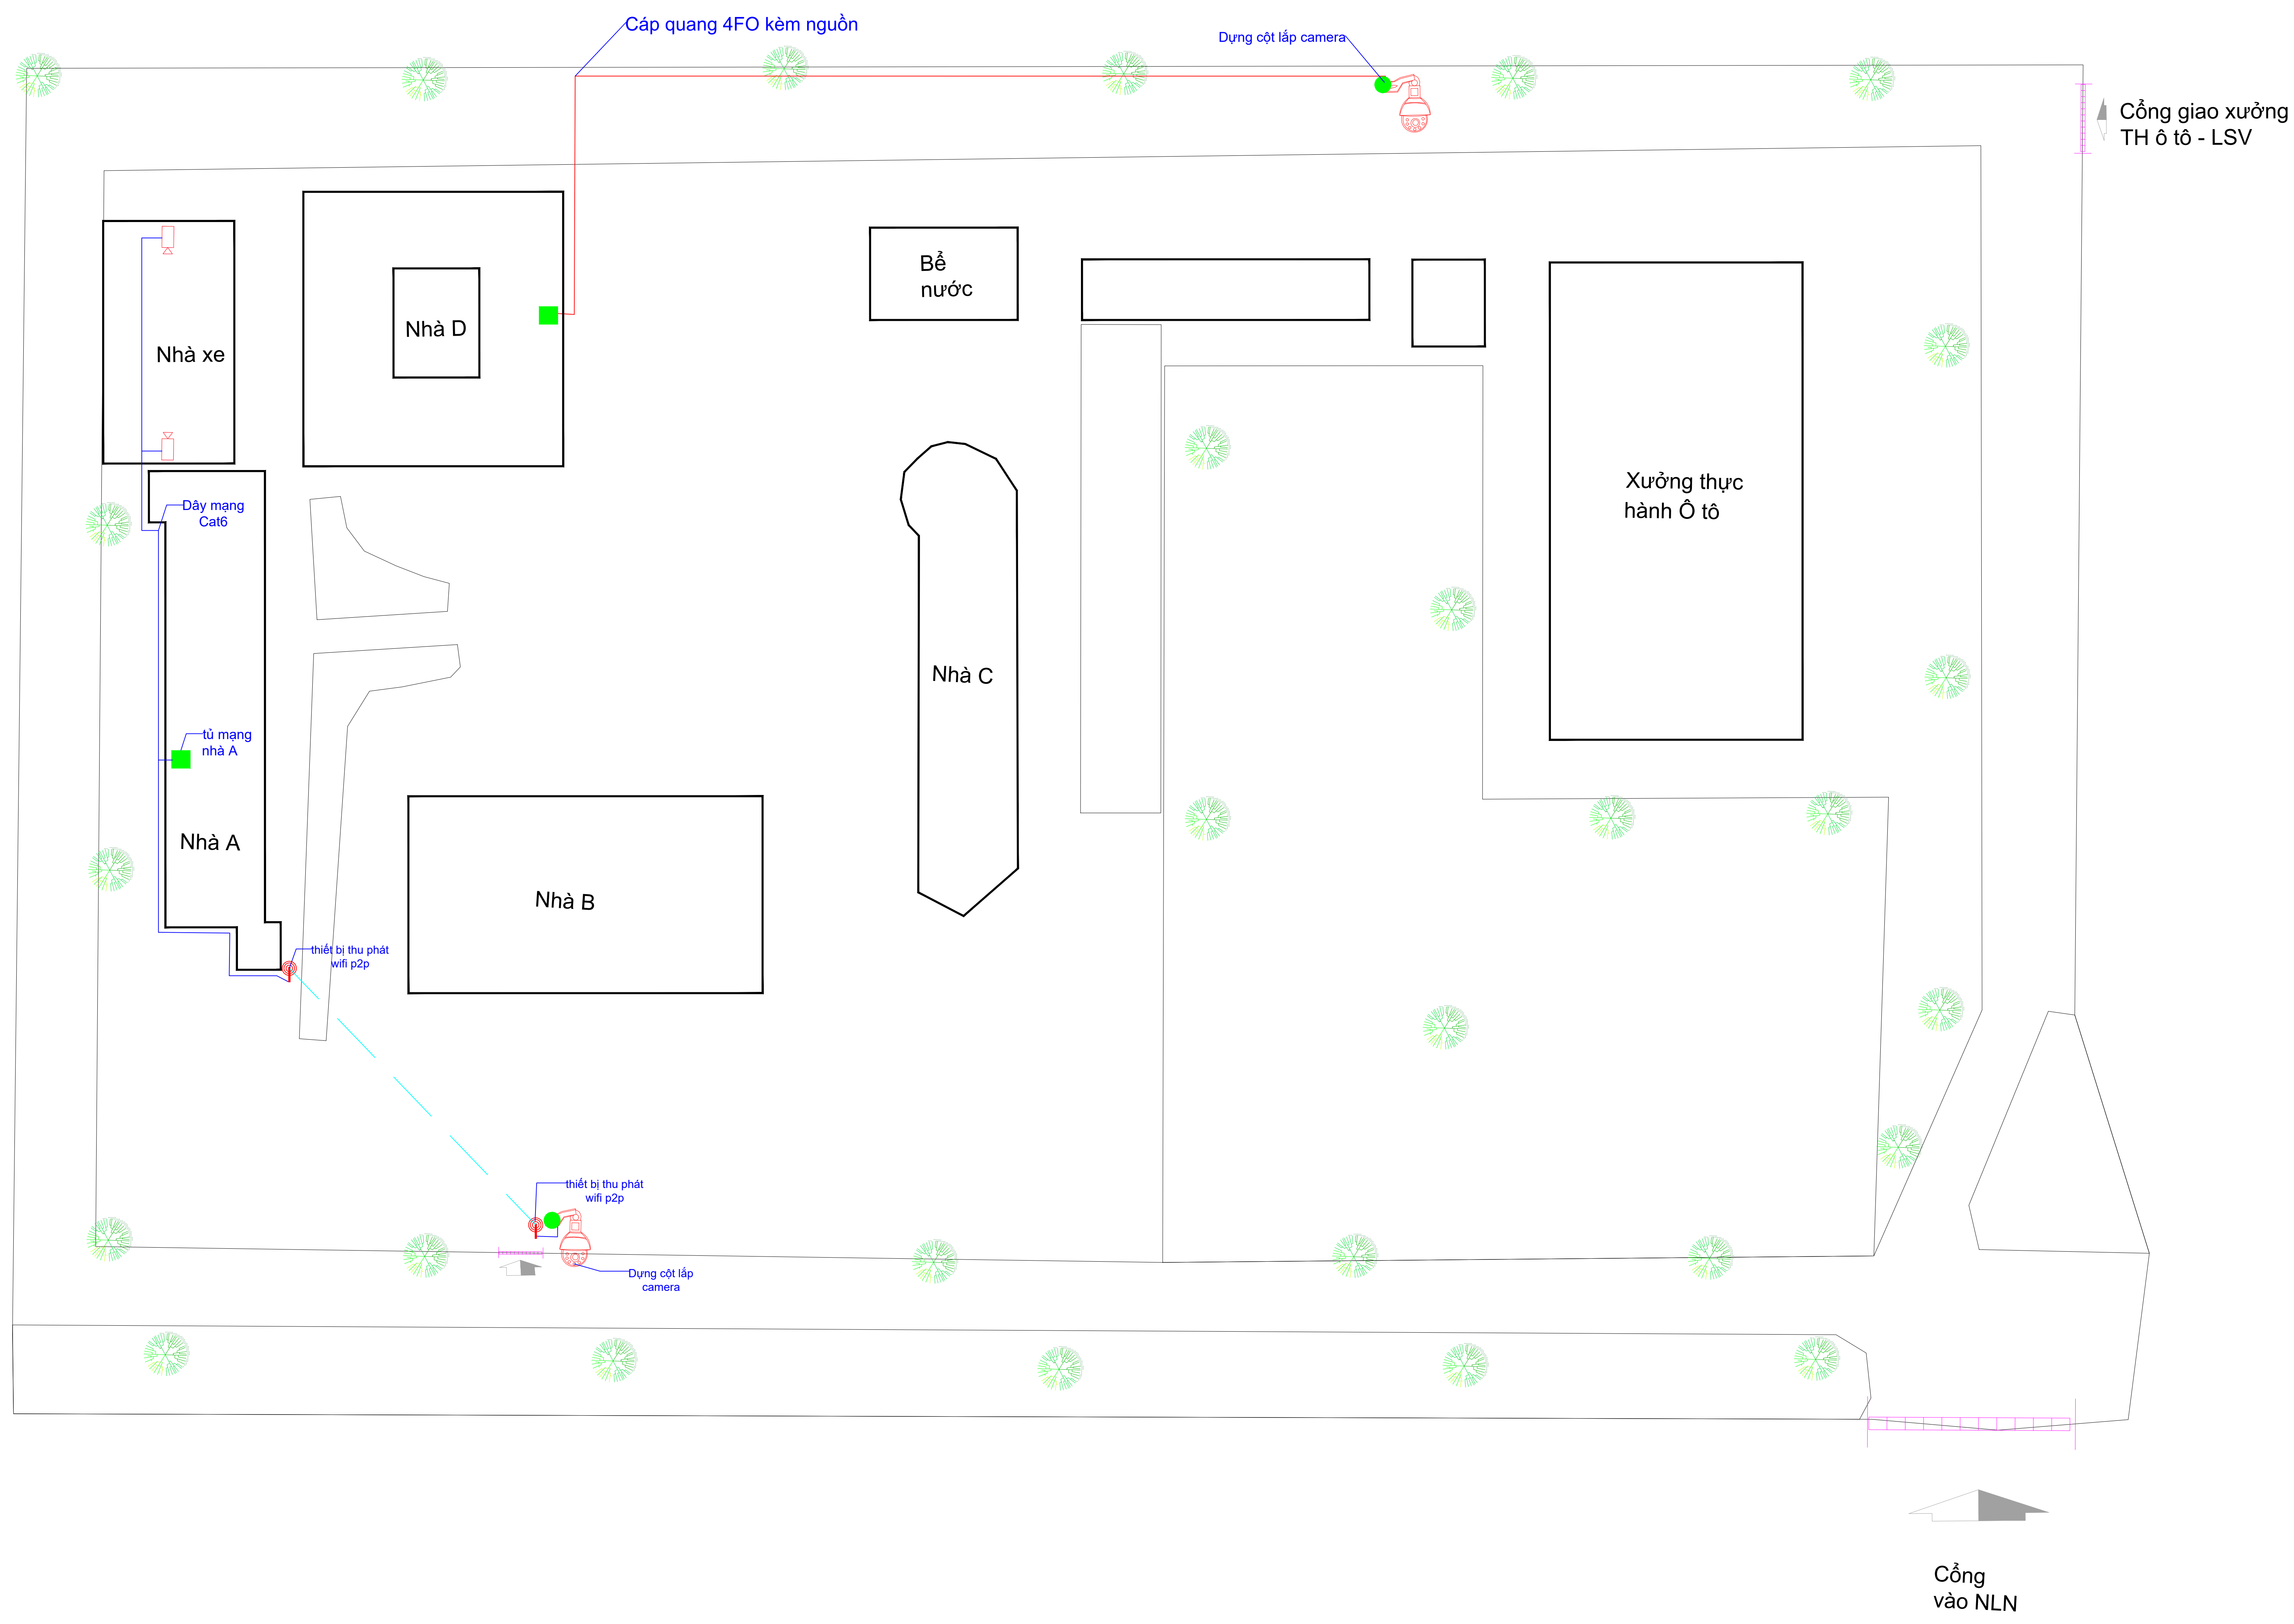 Cáp quang 4FO kèm nguồn
Dựng cột lắp camera
Cổng giao xưởng
TH ô tô - LSV
Bể
nước
Nhà D
Nhà xe
Xưởng thực
hành Ô tô
Dây mạng
Cat6
Nhà C
tủ mạng
nhà A
Nhà A
Nhà B
thiết bị thu phát
wifi p2p
thiết bị thu phát
wifi p2p
Dựng cột lắp
camera
Cổng
vào NLN